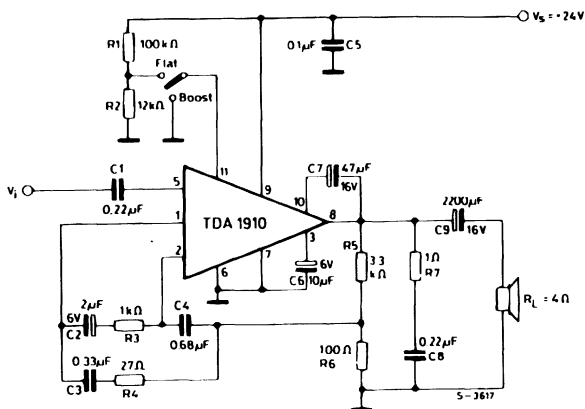 Vs = -24V
R1
100kΩ
Flat
0.1µF
C5
R2
12kΩ
Boost
C1
Vi
0.22µF
5
11
9
C7
47µF
16V
10
1
TDA 1910
8
2
3
6
7
6V
C6
10µF
2200µF
C9
16V
R5
3.3
kΩ
1Ω
R7
RL = 4Ω
6V
2µF
C2
1kΩ
R3
C4
0.68µF
0.33µF
C3
27Ω
R4
100Ω
R6
0.22µF
C8
S-3617